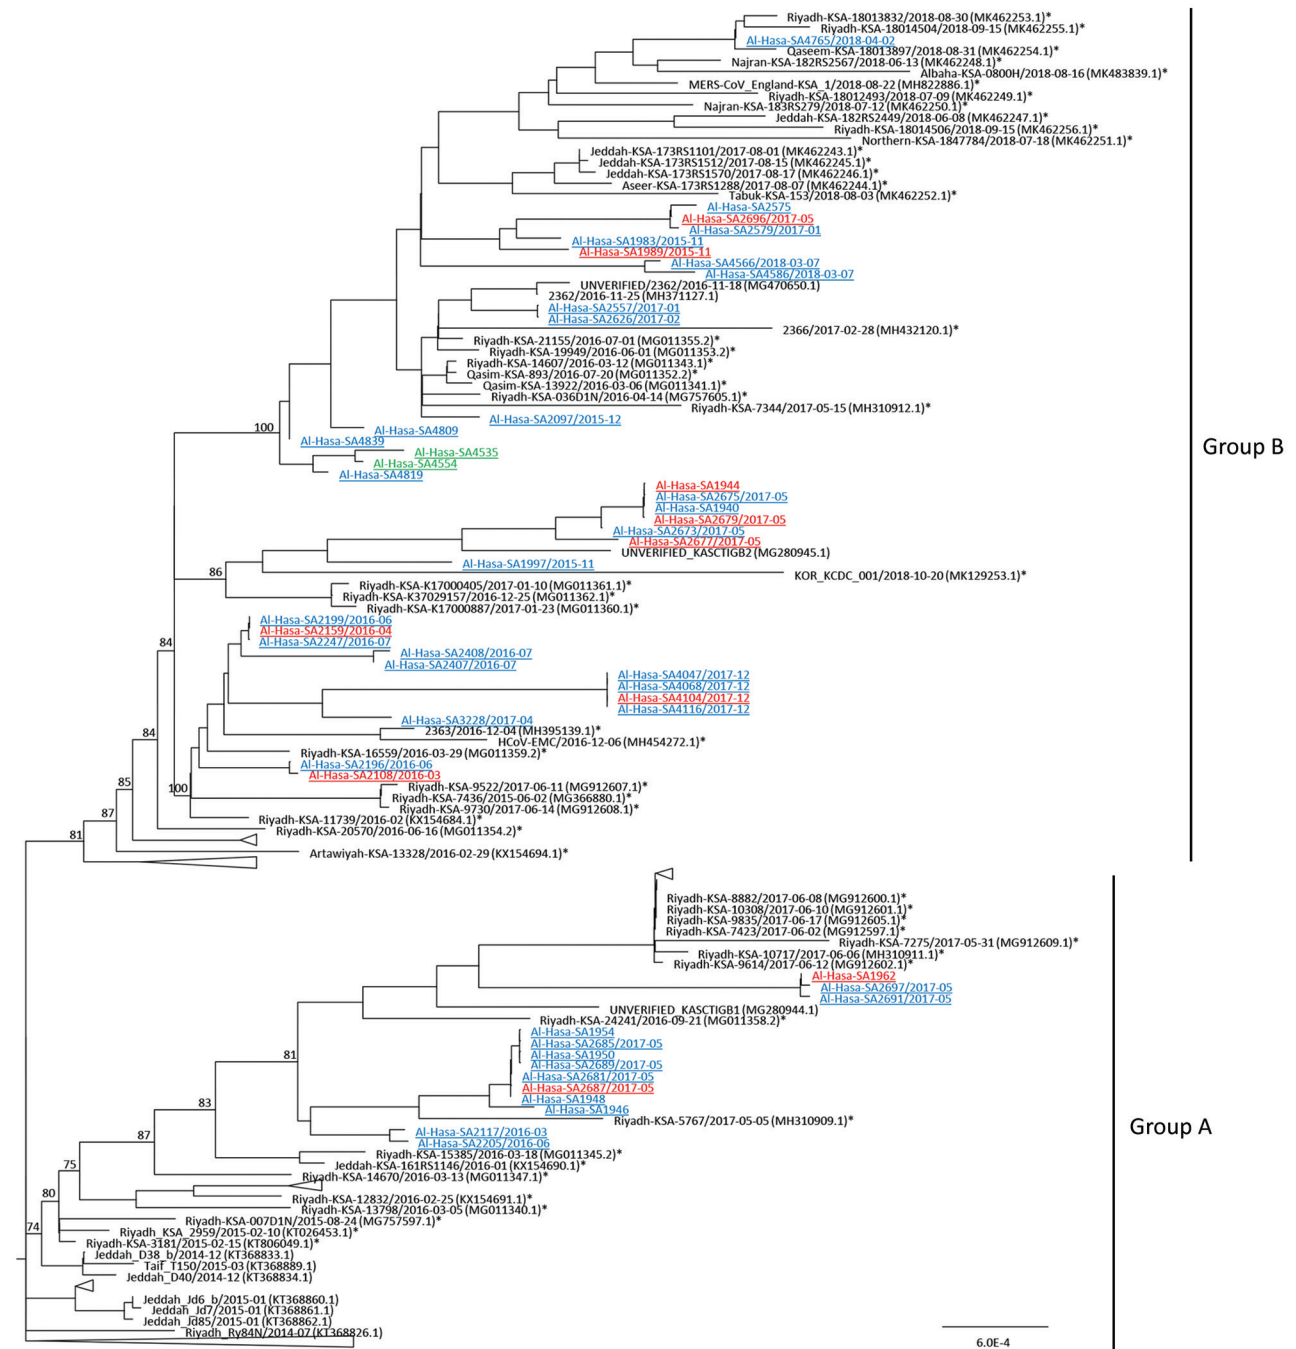 Riyadh-KSA-18013832/2018-08-30 (MK462253.1)*
Riyadh-KSA-18014504/2018-09-15 (MK462255.1)*
Al-Hasa-SA4765/2018-04-02
Qaseem-KSA-18013897/2018-08-31 (MK462254.1)*
Najran-KSA-182RS2567/2018-06-13 (MK462248.1)*
Albaha-KSA-0800H/2018-08-16 (MK483839.1)*
MERS-CoV_England-KSA_1/2018-08-22 (MH822886.1)*
Riyadh-KSA-18012493/2018-07-09 (MK462249.1)*
Najran-KSA-183RS279/2018-07-12 (MK462250.1)*
Jeddah-KSA-182RS2449/2018-06-08 (MK462247.1)*
Riyadh-KSA-18014506/2018-09-15 (MK462256.1)*
Northern-KSA-1847784/2018-07-18 (MK462251.1)*
Jeddah-KSA-173RS1101/2017-08-01 (MK462243.1)*
Jeddah-KSA-173RS1512/2017-08-15 (MK462245.1)*
Jeddah-KSA-173RS1570/2017-08-17 (MK462246.1)*
Aseer-KSA-173RS1288/2017-08-07 (MK462244.1)*
Tabuk-KSA-153/2018-08-03 (MK462252.1)*
Al-Hasa-SA2575
Al-Hasa-SA2696/2017-05
Al-Hasa-SA2579/2017-01
Al-Hasa-SA1983/2015-11
Al-Hasa-SA1989/2015-11
Al-Hasa-SA4566/2018-03-07
Al-Hasa-SA4586/2018-03-07
UNVERIFIED/2362/2016-11-18 (MG470650.1)
2362/2016-11-25 (MH371127.1)
Al-Hasa-SA2557/2017-01
Al-Hasa-SA2626/2017-02
2366/2017-02-28 (MH432120.1)*
Riyadh-KSA-21155/2016-07-01 (MG011355.2)*
Riyadh-KSA-19949/2016-06-01 (MG011353.2)*
Riyadh-KSA-14607/2016-03-12 (MG011343.1)*
Qasim-KSA-893/2016-07-20 (MG011352.2)*
Qasim-KSA-13922/2016-03-06 (MG011341.1)*
Riyadh-KSA-036D1N/2016-04-14 (MG757605.1)*
Riyadh-KSA-7344/2017-05-15 (MH310912.1)*
Al-Hasa-SA2097/2015-12
100
Al-Hasa-SA4809
Al-Hasa-SA4839
Group B
Al-Hasa-SA4535
Al-Hasa-SA4554
Al-Hasa-SA4819
Al-Hasa-SA1944
Al-Hasa-SA2675/2017-05
Al-Hasa-SA1940
Al-Hasa-SA2679/2017-05
Al-Hasa-SA2673/2017-05
Al-Hasa-SA2677/2017-05
UNVERIFIED_KASCTIGB2 (MG280945.1)
Al-Hasa-SA1997/2015-11
86
KOR_KCDC_001/2018-10-20 (MK129253.1)*
Riyadh-KSA-K17000405/2017-01-10 (MG011361.1)*
Riyadh-KSA-K37029157/2016-12-25 (MG011362.1)*
Riyadh-KSA-K17000887/2017-01-23 (MG011360.1)*
Al-Hasa-SA2199/2016-06
Al-Hasa-SA2159/2016-04
Al-Hasa-SA2247/2016-07
84
Al-Hasa-SA2408/2016-07
Al-Hasa-SA2407/2016-07
Al-Hasa-SA4047/2017-12
Al-Hasa-SA4068/2017-12
Al-Hasa-SA4104/2017-12
Al-Hasa-SA4116/2017-12
Al-Hasa-SA3228/2017-04
2363/2016-12-04 (MH395139.1)*
84
HCoV-EMC/2016-12-06 (MH454272.1)*
Riyadh-KSA-16559/2016-03-29 (MG011359.2)*
Al-Hasa-SA2196/2016-06
Al-Hasa-SA2108/2016-03
85
100
Riyadh-KSA-9522/2017-06-11 (MG912607.1)*
Riyadh-KSA-7436/2015-06-02 (MG366880.1)*
Riyadh-KSA-9730/2017-06-14 (MG912608.1)*
87
Riyadh-KSA-11739/2016-02 (KX154684.1)*
Riyadh-KSA-20570/2016-06-16 (MG011354.2)*
81
Artawiyah-KSA-13328/2016-02-29 (KX154694.1)*
Riyadh-KSA-8882/2017-06-08 (MG912600.1)*
Riyadh-KSA-10308/2017-06-10 (MG912601.1)*
Riyadh-KSA-9835/2017-06-17 (MG912605.1)*
Riyadh-KSA-7423/2017-06-02 (MG912597.1)*
Riyadh-KSA-7275/2017-05-31 (MG912609.1)*
Riyadh-KSA-10717/2017-06-06 (MH310911.1)*
Riyadh-KSA-9614/2017-06-12 (MG912602.1)*
Al-Hasa-SA1962
Al-Hasa-SA2697/2017-05
Al-Hasa-SA2691/2017-05
UNVERIFIED_KASCTIGB1 (MG280944.1)
Riyadh-KSA-24241/2016-09-21 (MG011358.2)*
Al-Hasa-SA1954
Al-Hasa-SA2685/2017-05
81
Al-Hasa-SA1950
Al-Hasa-SA2689/2017-05
Al-Hasa-SA2681/2017-05
Al-Hasa-SA2687/2017-05
Al-Hasa-SA1948
83
Al-Hasa-SA1946
Riyadh-KSA-5767/2017-05-05 (MH310909.1)*
Group A
87
Al-Hasa-SA2117/2016-03
Al-Hasa-SA2205/2016-06
Riyadh-KSA-15385/2016-03-18 (MG011345.2)*
75
Jeddah-KSA-161RS1146/2016-01 (KX154690.1)*
Riyadh-KSA-14670/2016-03-13 (MG011347.1)*
80
Riyadh-KSA-12832/2016-02-25 (KX154691.1)*
Riyadh-KSA-13798/2016-03-05 (MG011340.1)*
Riyadh-KSA-007D1N/2015-08-24 (MG757597.1)*
74
Riyadh_KSA_2959/2015-02-10 (KT026453.1)*
Riyadh-KSA-3181/2015-02-15 (KT806049.1)*
Jeddah_D38_b/2014-12 (KT368833.1)
Taif_T150/2015-03 (KT368889.1)
Jeddah_D40/2014-12 (KT368834.1)
Jeddah_Jd6_b/2015-01 (KT368860.1)
Jeddah_Jd7/2015-01 (KT368861.1)
Jeddah_Jd85/2015-01 (KT368862.1)
Riyadh_Ry84N/2014-07 (KT368826.1)
6.0E-4